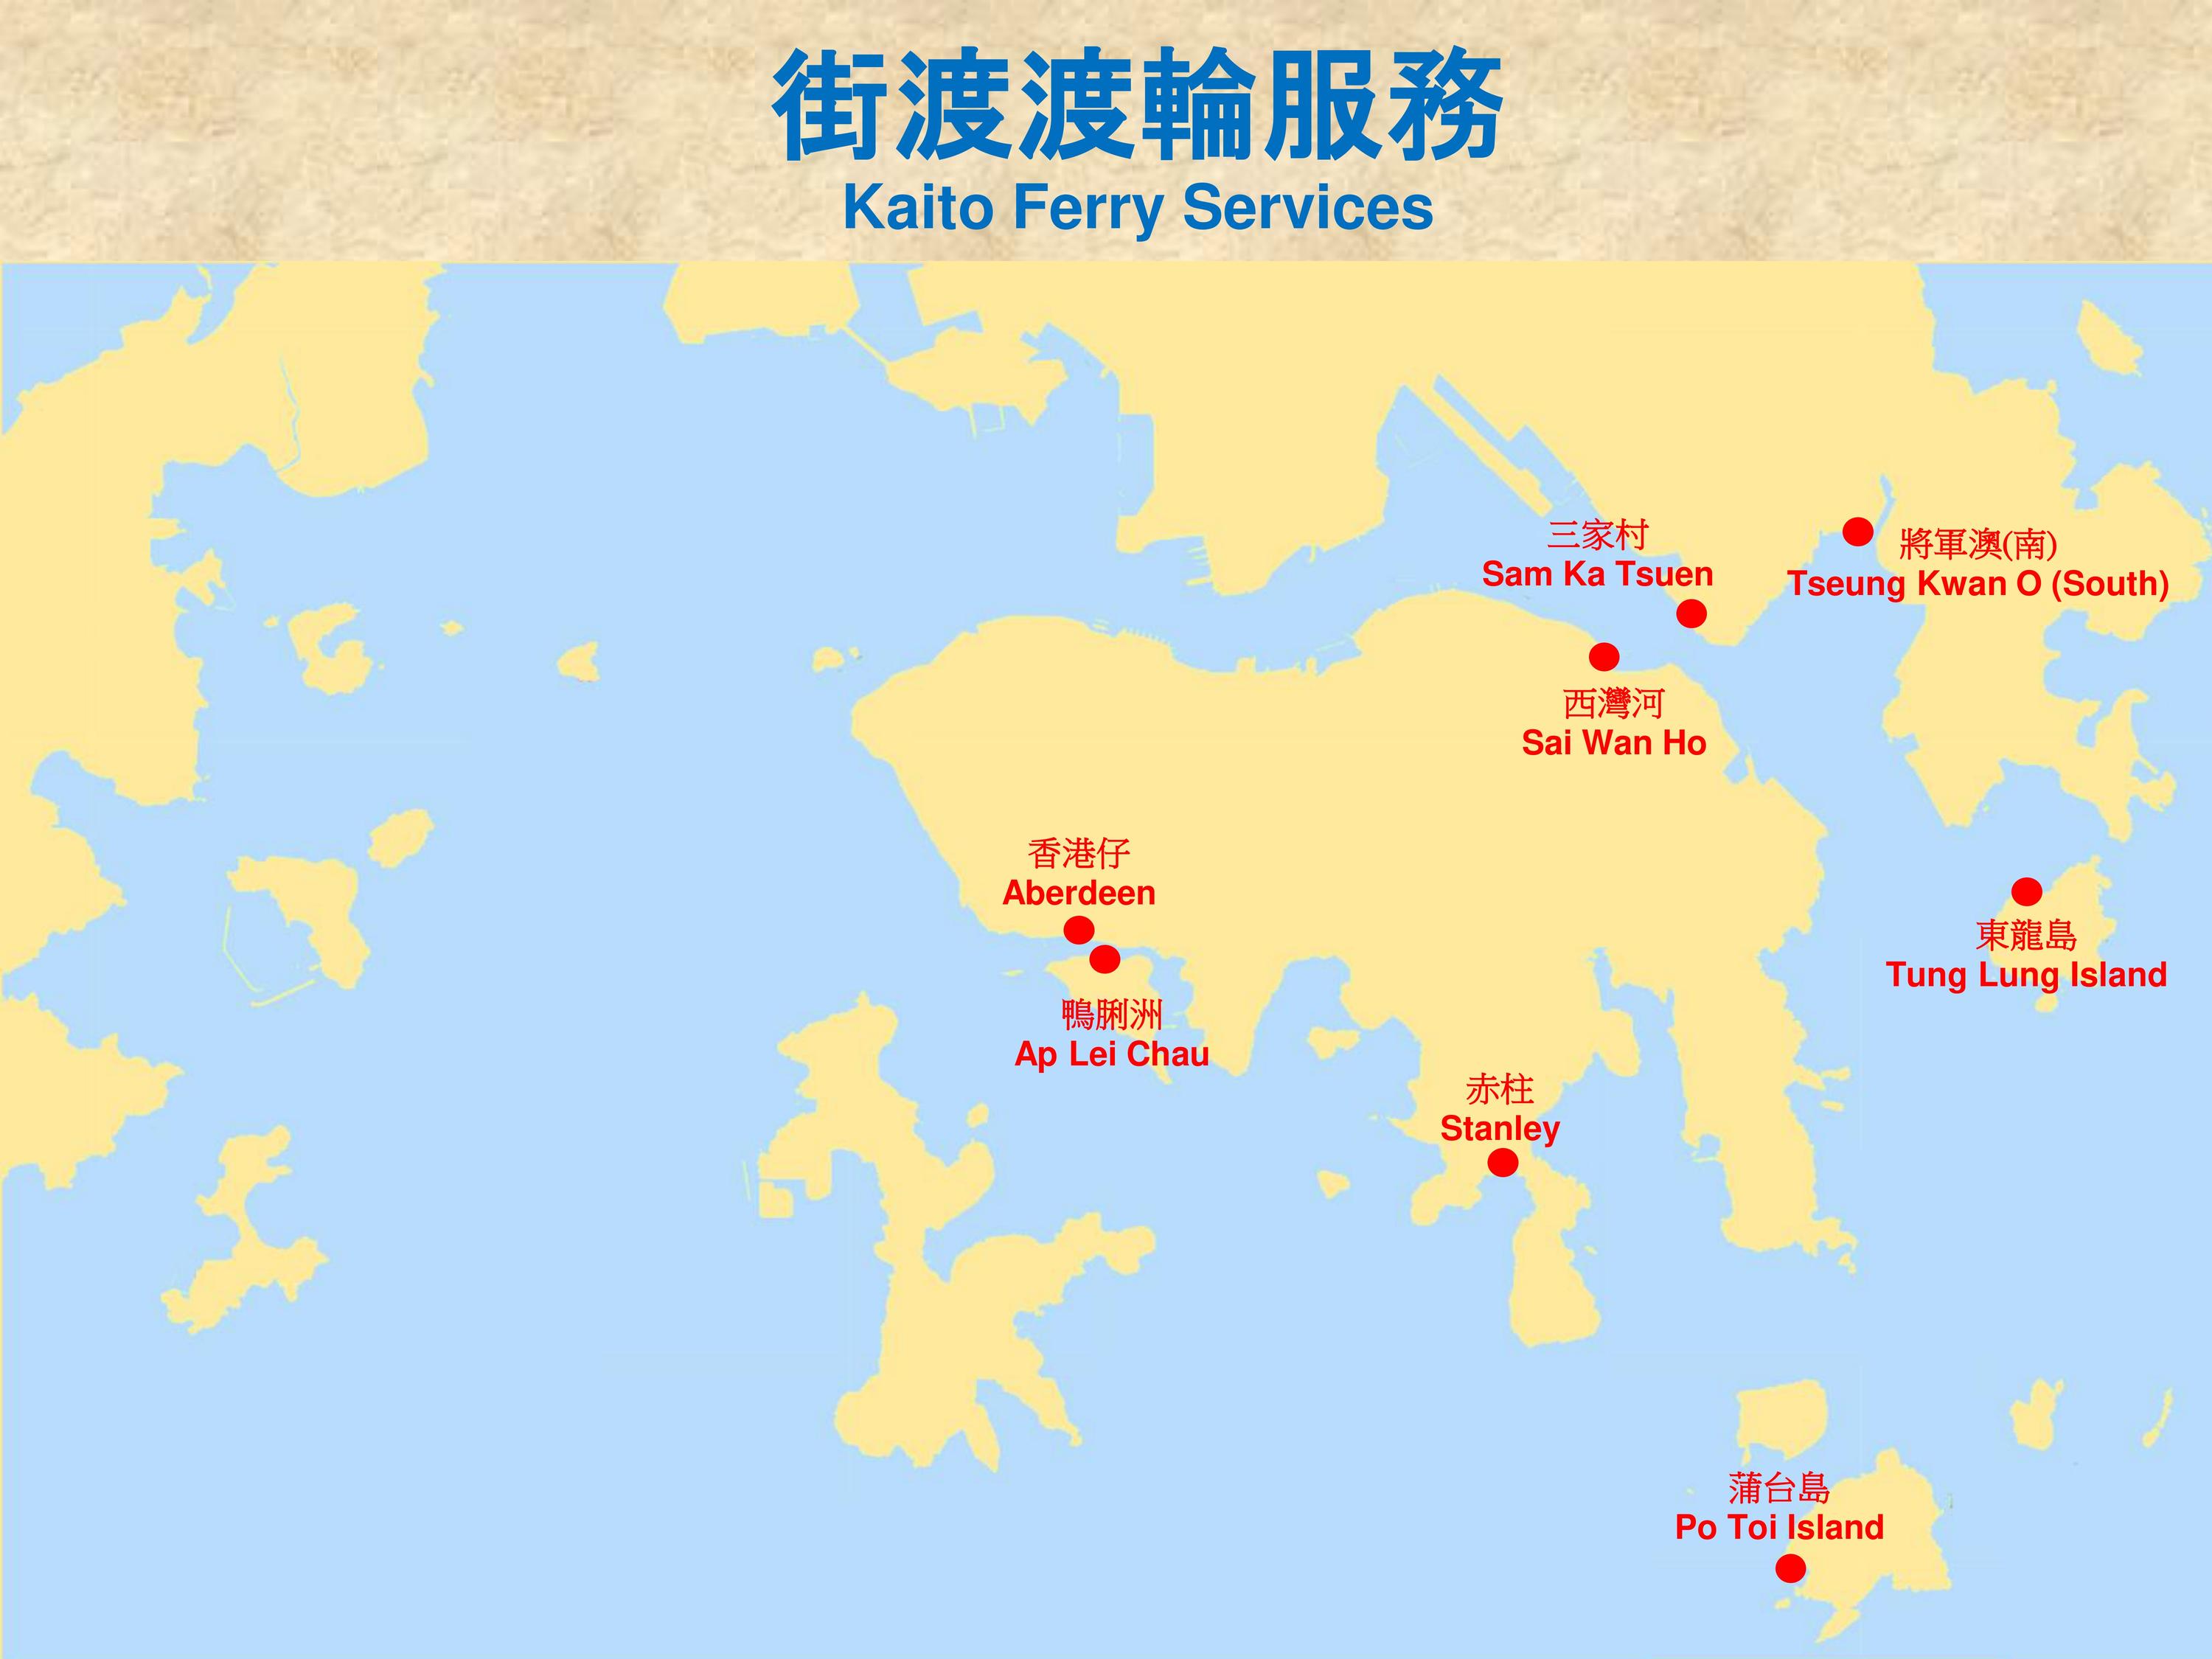 街渡渡輪服務
Kaito Ferry Services
三家村
Sam Ka Tsuen
將軍澳(南)
Tseung Kwan O (South)
西灣河
Sai Wan Ho
香港仔
Aberdeen
東龍島
Tung Lung Island
鴨脷洲
Ap Lei Chau
赤柱
Stanley
蒲台島
Po Toi Island